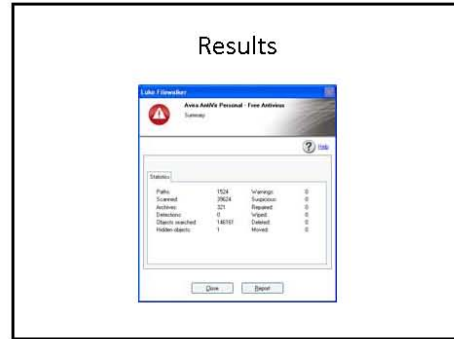 Results
Luke Filewalker
Avira AntiVir Personal - Free Antivirus
Summary
? Help
Statistics
Paths: 1524 Warnings: 0
Scanned: 39624 Suspicious: 0
Archives: 321 Repaired: 0
Detections: 0 Wiped: 0
Objects searched: 146197 Deleted: 0
Hidden objects: 1 Moved: 0
Close Report